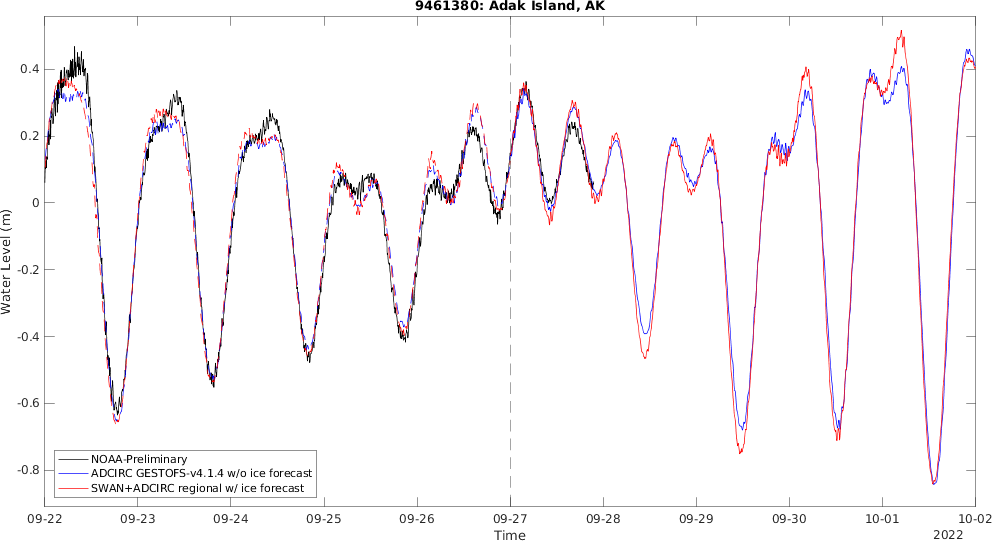 9461380: Adak Island, AK
Water Level (m)
0.4
0.2
0
-0.2
-0.4
-0.6
-0.8
NOAA-Preliminary
ADCIRC GESTOFS-v4.1.4 w/o ice forecast
SWAN+ADCIRC regional w/ ice forecast
09-22 09-23 09-24 09-25 09-26 09-27 09-28 09-29 09-30 10-01 10-02
Time
2022